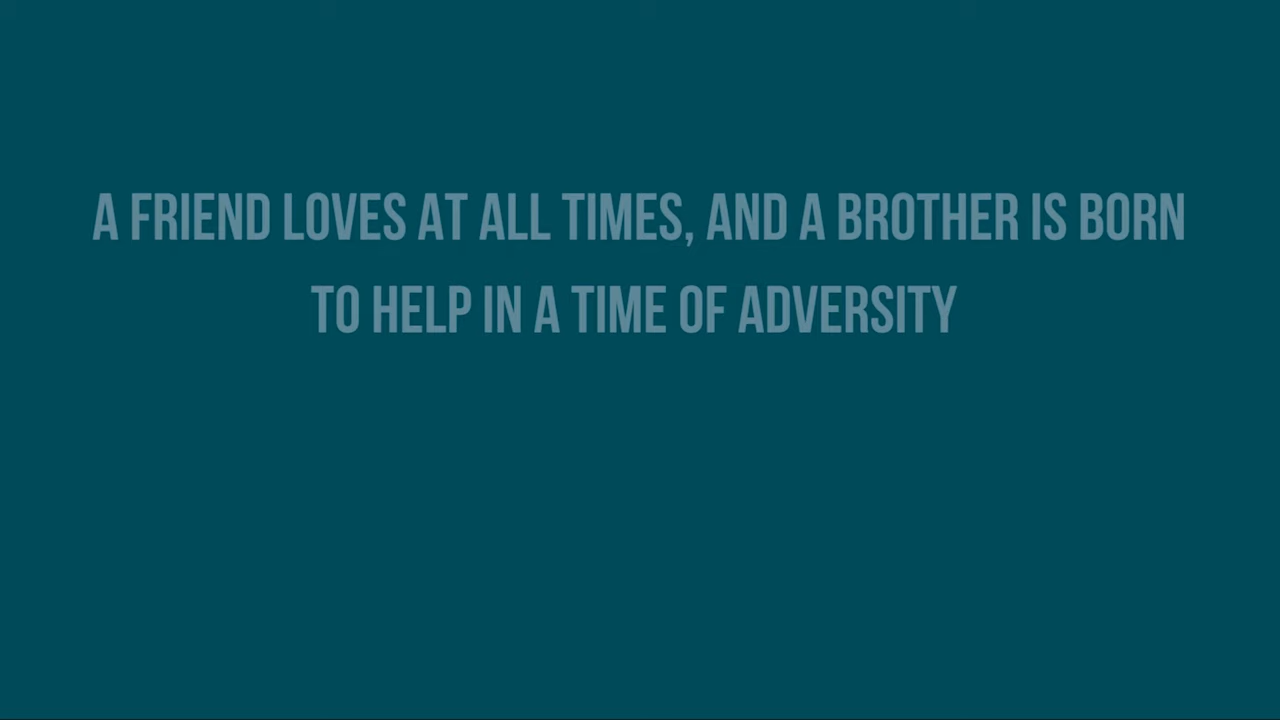 A FRIEND LOVES AT ALL TIMES, AND A BROTHER IS BORN
TO HELP IN A TIME OF ADVERSITY